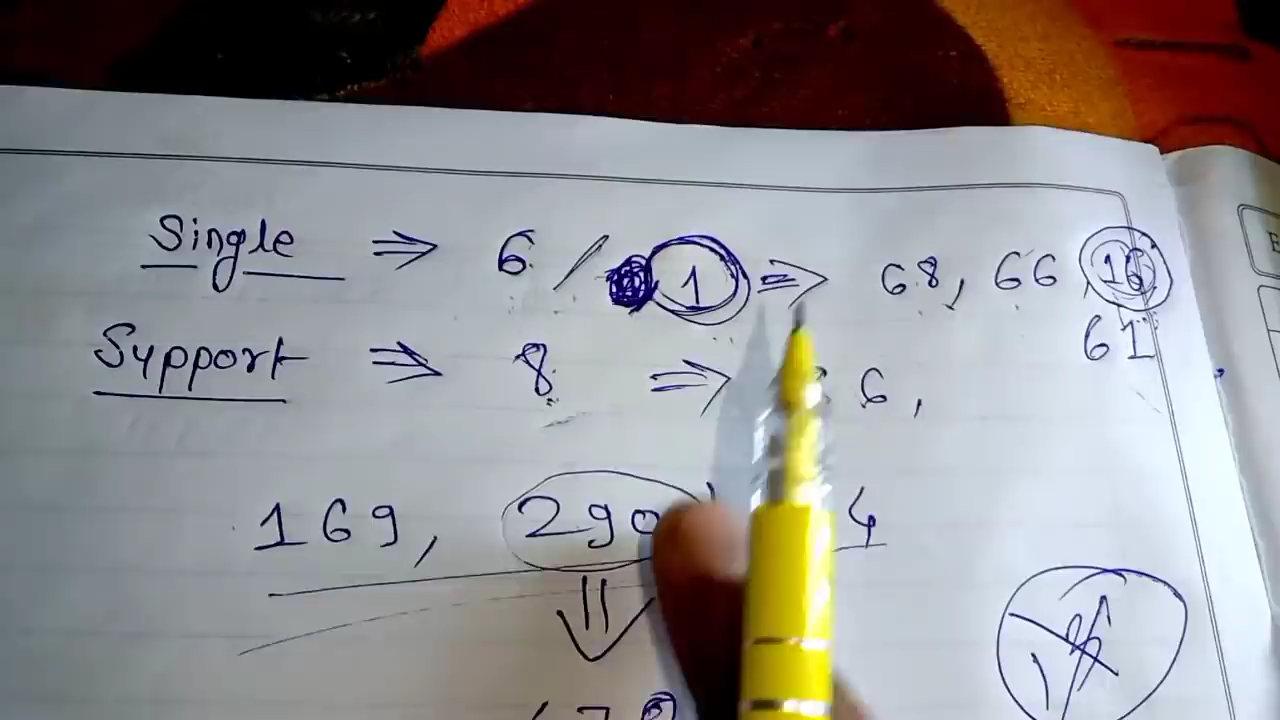 Single ⇒ 6 / 1 ⇒ 68, 66 16
61
Support ⇒ 8 ⇒ 6,
169, 290 4